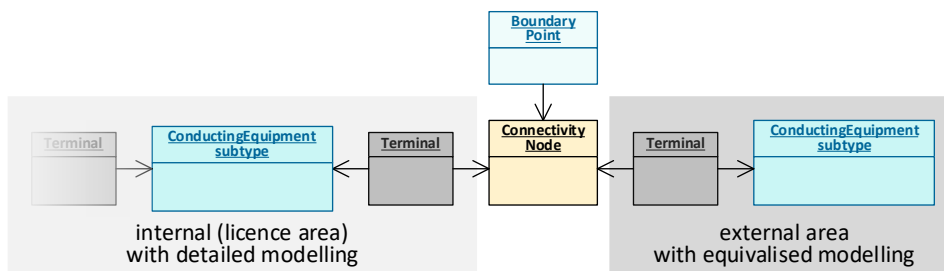 Boundary
Point
Terminal
ConductingEquipment
subtype
Terminal
Connectivity
Node
Terminal
ConductingEquipment
subtype
internal (licence area)
with detailed modelling
external area
with equivalised modelling